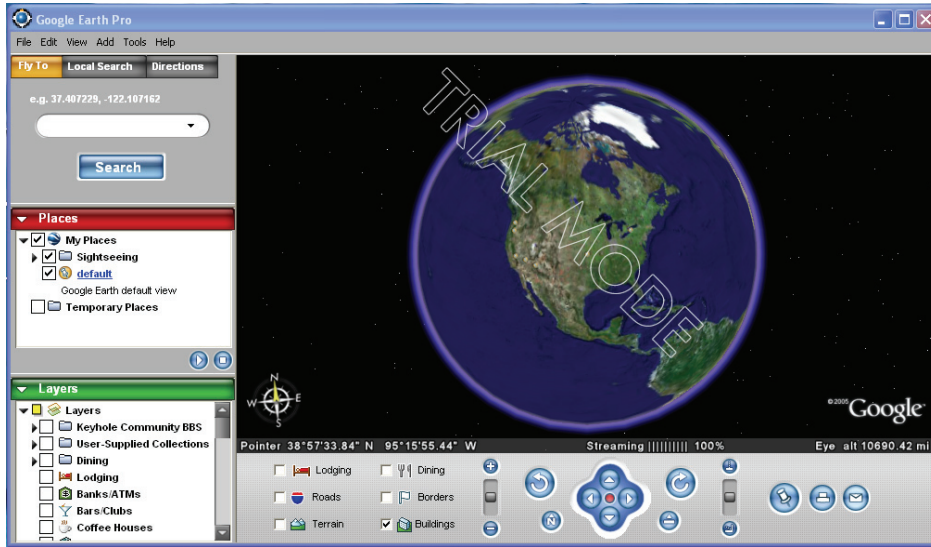 Google Earth Pro
File Edit View Add Tools Help
Fly To Local Search Directions
e.g. 37.407229, -122.107162
Search
Places
My Places
Sightseeing
default
Google Earth default view
Temporary Places
Layers
Layers
Keyhole Community BBS
User-Supplied Collections
Dining
Lodging
Banks/ATMs
Bars/Clubs
Coffee Houses
TRIAL MODE
N
W E
S
©2005 Google
Pointer 38°57'33.84" N 95°15'55.44" W Streaming |||||||||| 100% Eye alt 10690.42 mi
Lodging Dining
Roads Borders
Terrain Buildings
N